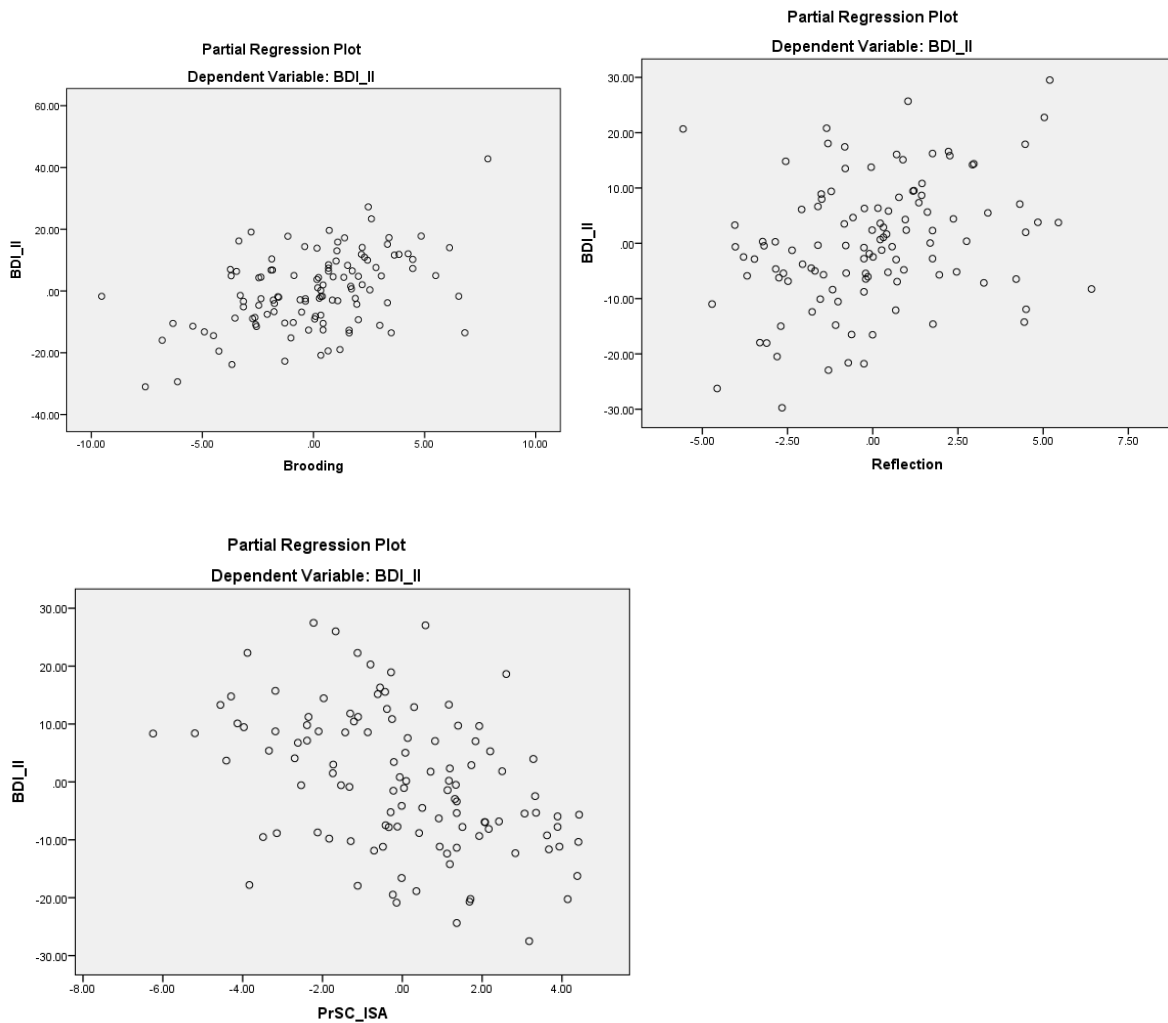 Partial Regression Plot
Dependent Variable: BDI_II
60.00
40.00
20.00
.00
-20.00
-40.00
BDI_II
-10.00 -5.00 .00 5.00 10.00
Brooding
Partial Regression Plot
Dependent Variable: BDI_II
30.00
20.00
10.00
.00
-10.00
-20.00
-30.00
BDI_II
-5.00 -2.50 .00 2.50 5.00 7.50
Reflection
Partial Regression Plot
Dependent Variable: BDI_II
30.00
20.00
10.00
.00
-10.00
-20.00
-30.00
BDI_II
-8.00 -6.00 -4.00 -2.00 .00 2.00 4.00
PrSC_ISA